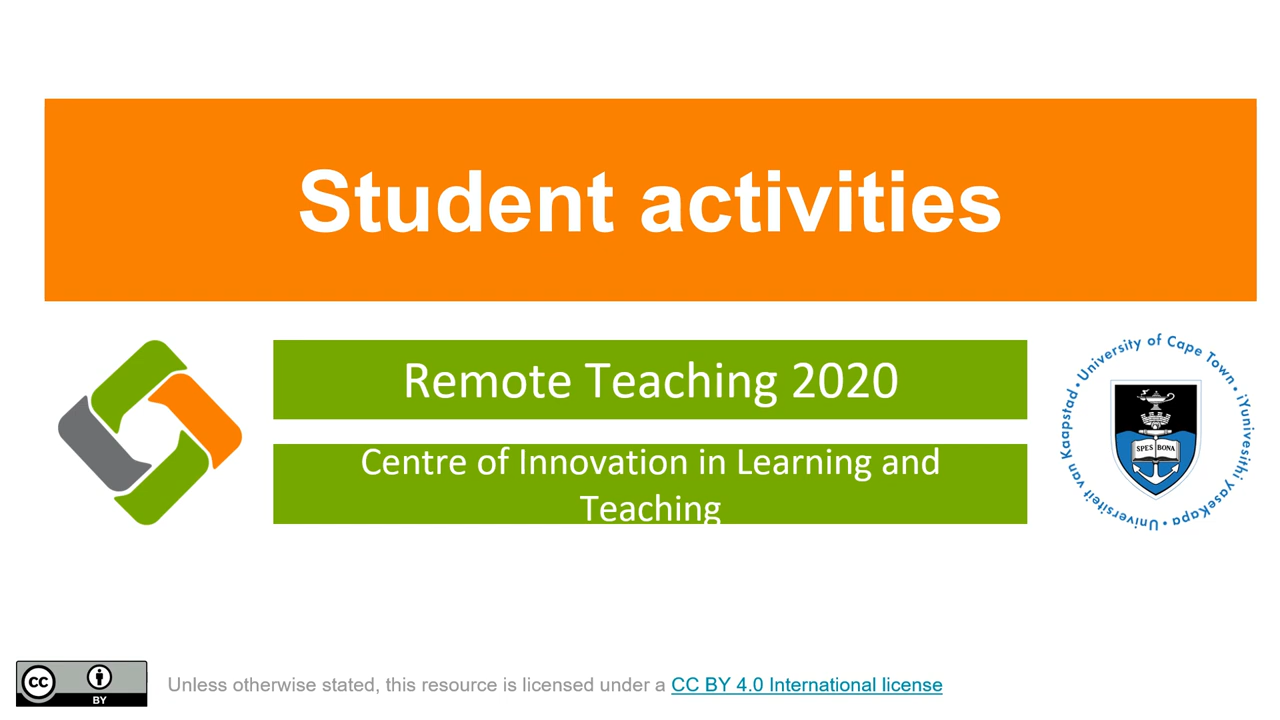 Student activities
Remote Teaching 2020
Centre of Innovation in Learning and
Teaching
University of Cape Town • iYunivesithi yaseKapa • Universiteit van Kaapstad •
SPES BONA
cc
BY
Unless otherwise stated, this resource is licensed under a CC BY 4.0 International license